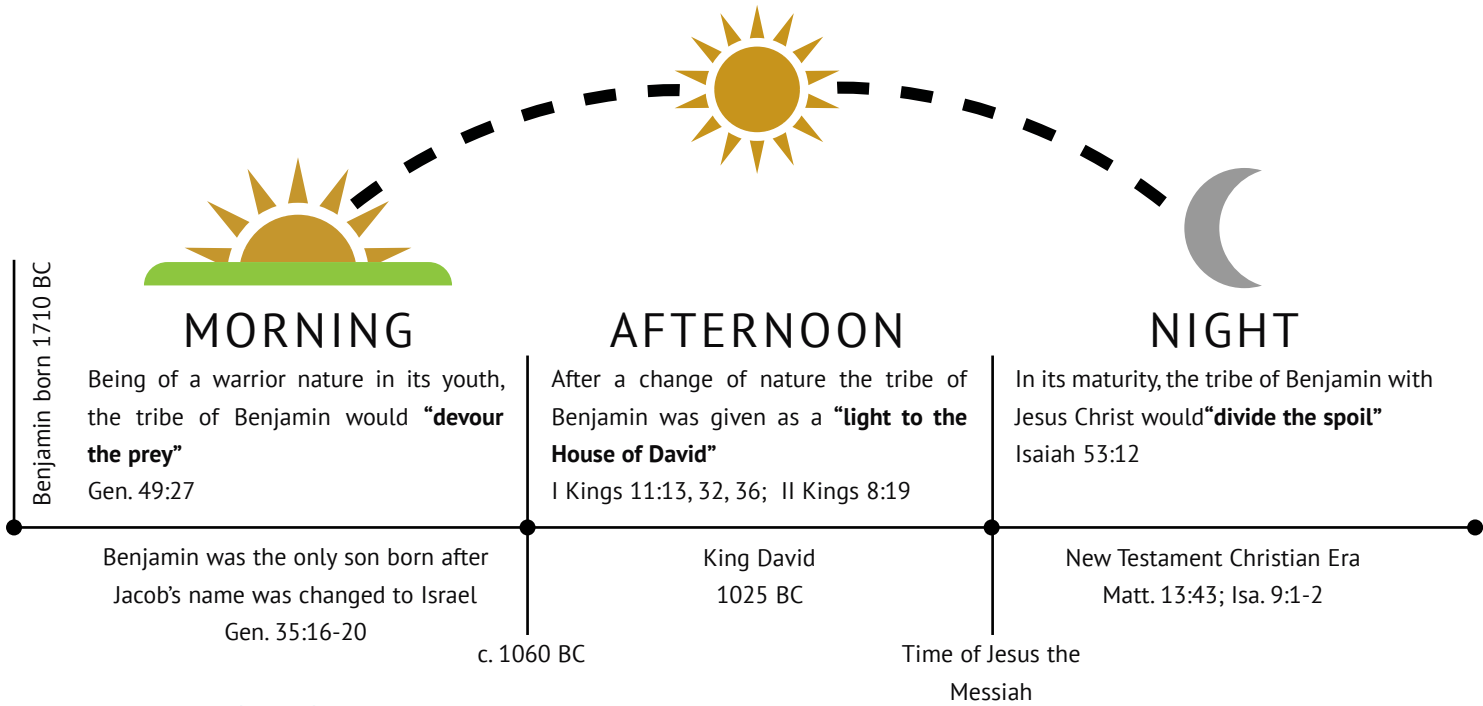 Benjamin born 1710 BC
MORNING
Being of a warrior nature in its youth,
the tribe of Benjamin would “devour
the prey”
Gen. 49:27
AFTERNOON
After a change of nature the tribe of
Benjamin was given as a “light to the
House of David”
I Kings 11:13, 32, 36; II Kings 8:19
NIGHT
In its maturity, the tribe of Benjamin with
Jesus Christ would“divide the spoil”
Isaiah 53:12
Benjamin was the only son born after
Jacob’s name was changed to Israel
Gen. 35:16-20
c. 1060 BC
King David
1025 BC
Time of Jesus the
Messiah
New Testament Christian Era
Matt. 13:43; Isa. 9:1-2